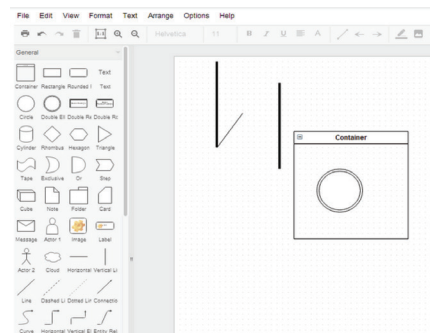 File Edit View Format Text Arrange Options Help
Helvetica
General
Text
Container Rectangle Rounded Text
Circle Double Ell Double Re Double Ro
Cylinder Rhombus Hexagon Triangle
Tape Exclusive Or Step
Cube Note Folder Card
Message Actor 1 Image Label
Actor 2 Cloud Horizontal Vertical Li
Line Dashed Li Dotted Lin Connectio
Curve Horizontal Vertical El Entity Rel
Container